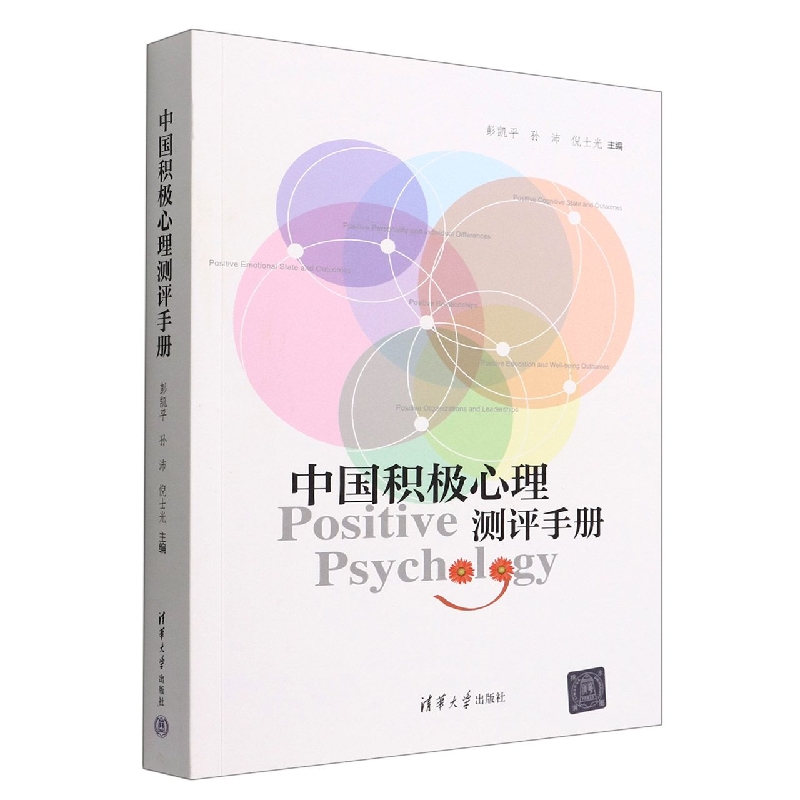 中国积极心理测评手册
彭凯平 孙 沛 倪士光 主编
清华大学出版社
彭凯平 孙 沛 倪士光 主编
Positive Cognitive State and Outcomes
Positive Personality and Individual Differences
Positive Emotional State and Outcomes
Positive Relationships
Positive Education and Well-being Outcomes
Positive Organizations and Leaderships
中国积极心理
Positive 测评手册
Psychology
清华大学出版社